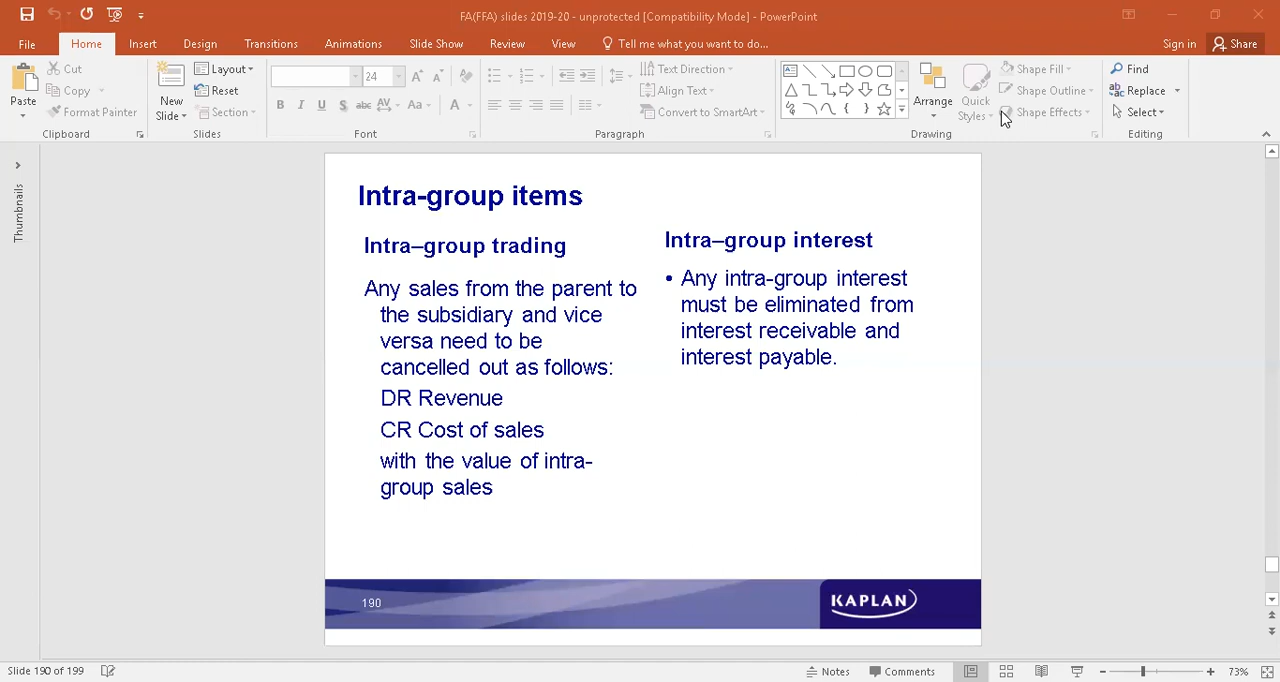 FA(FFA) slides 2019-20 - unprotected [Compatibility Mode] - PowerPoint
File Home Insert Design Transitions Animations Slide Show Review View Tell me what you want to do... Sign in Share
Paste
Cut
Copy
Format Painter
Clipboard
New
Slide
Layout
Reset
Section
Slides
24
B I U S abc AV Aa A
Font
Text Direction
Align Text
Convert to SmartArt
Paragraph
Arrange
Quick
Styles
Shape Fill
Shape Outline
Shape Effects
Drawing
Find
Replace
Select
Editing
Thumbnails
Intra-group items
Intra–group trading
Any sales from the parent to
the subsidiary and vice
versa need to be
cancelled out as follows:
DR Revenue
CR Cost of sales
with the value of intra-
group sales
Intra–group interest
• Any intra-group interest
must be eliminated from
interest receivable and
interest payable.
190
KAPLAN
Slide 190 of 199
Notes Comments 73%